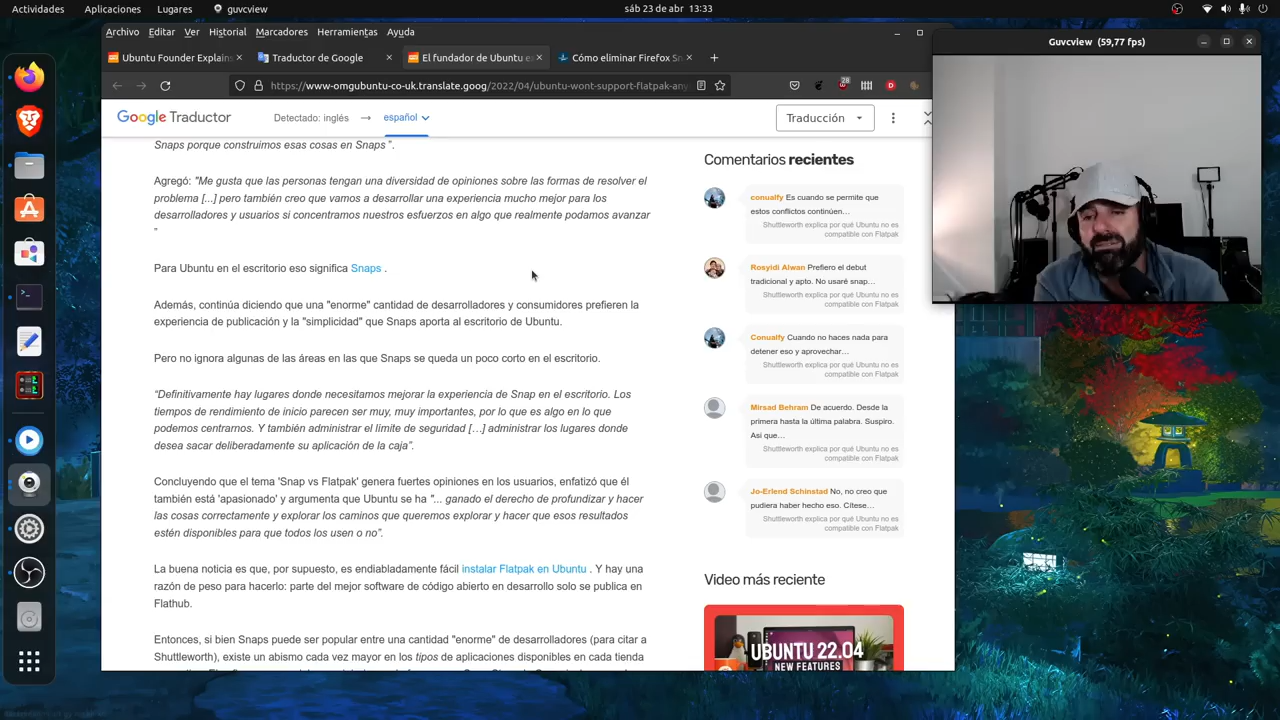 Actividades
Aplicaciones
Lugares
guvcview
sáb 23 de abr 13:33
Archivo Editar Ver Historial Marcadores Herramientas Ayuda
Guvcview (59,77 fps)
Ubuntu Founder Explains
Traductor de Google
El fundador de Ubuntu e
Cómo eliminar Firefox Sn
https://www-omgubuntu-co-uk.translate.goog/2022/04/ubuntu-wont-support-flatpak-any
28
Google Traductor
Detectado: inglés → español
Traducción
Snaps porque construimos esas cosas en Snaps".
Agregó: "Me gusta que las personas tengan una diversidad de opiniones sobre las formas de resolver el
problema [...] pero también creo que vamos a desarrollar una experiencia mucho mejor para los
desarrolladores y usuarios si concentramos nuestros esfuerzos en algo que realmente podamos avanzar
"
Para Ubuntu en el escritorio eso significa Snaps .
Además, continúa diciendo que una "enorme" cantidad de desarrolladores y consumidores prefieren la
experiencia de publicación y la "simplicidad" que Snaps aporta al escritorio de Ubuntu.
Pero no ignora algunas de las áreas en las que Snaps se queda un poco corto en el escritorio.
“Definitivamente hay lugares donde necesitamos mejorar la experiencia de Snap en el escritorio. Los
tiempos de rendimiento de inicio parecen ser muy, muy importantes, por lo que es algo en lo que
podemos centrarnos. Y también administrar el límite de seguridad […] administrar los lugares donde
desea sacar deliberadamente su aplicación de la caja”.
Concluyendo que el tema 'Snap vs Flatpak' genera fuertes opiniones en los usuarios, enfatizó que él
también está 'apasionado' y argumenta que Ubuntu se ha "... ganado el derecho de profundizar y hacer
las cosas correctamente y explorar los caminos que queremos explorar y hacer que esos resultados
estén disponibles para que todos los usen o no”.
La buena noticia es que, por supuesto, es endiabladamente fácil instalar Flatpak en Ubuntu . Y hay una
razón de peso para hacerlo: parte del mejor software de código abierto en desarrollo solo se publica en
Flathub.
Entonces, si bien Snaps puede ser popular entre una cantidad "enorme" de desarrolladores (para citar a
Shuttleworth), existe un abismo cada vez mayor en los tipos de aplicaciones disponibles en cada tienda
Comentarios recientes
conualfy Es cuando se permite que
estos conflictos continúen…
Shuttleworth explica por qué Ubuntu no es
compatible con Flatpak
Rosyidi Alwan Prefiero el debut
tradicional y apto. No usaré snap…
Shuttleworth explica por qué Ubuntu no es
compatible con Flatpak
Conualfy Cuando no haces nada para
detener eso y aprovechar…
Shuttleworth explica por qué Ubuntu no es
compatible con Flatpak
Mirsad Behram De acuerdo. Desde la
primera hasta la última palabra. Suspiro.
Así que…
Shuttleworth explica por qué Ubuntu no es
compatible con Flatpak
Jo-Erlend Schinstad No, no creo que
pudiera haber hecho eso. Cítese…
Shuttleworth explica por qué Ubuntu no es
compatible con Flatpak
Video más reciente
UBUNTU 22.04
NEW FEATURES